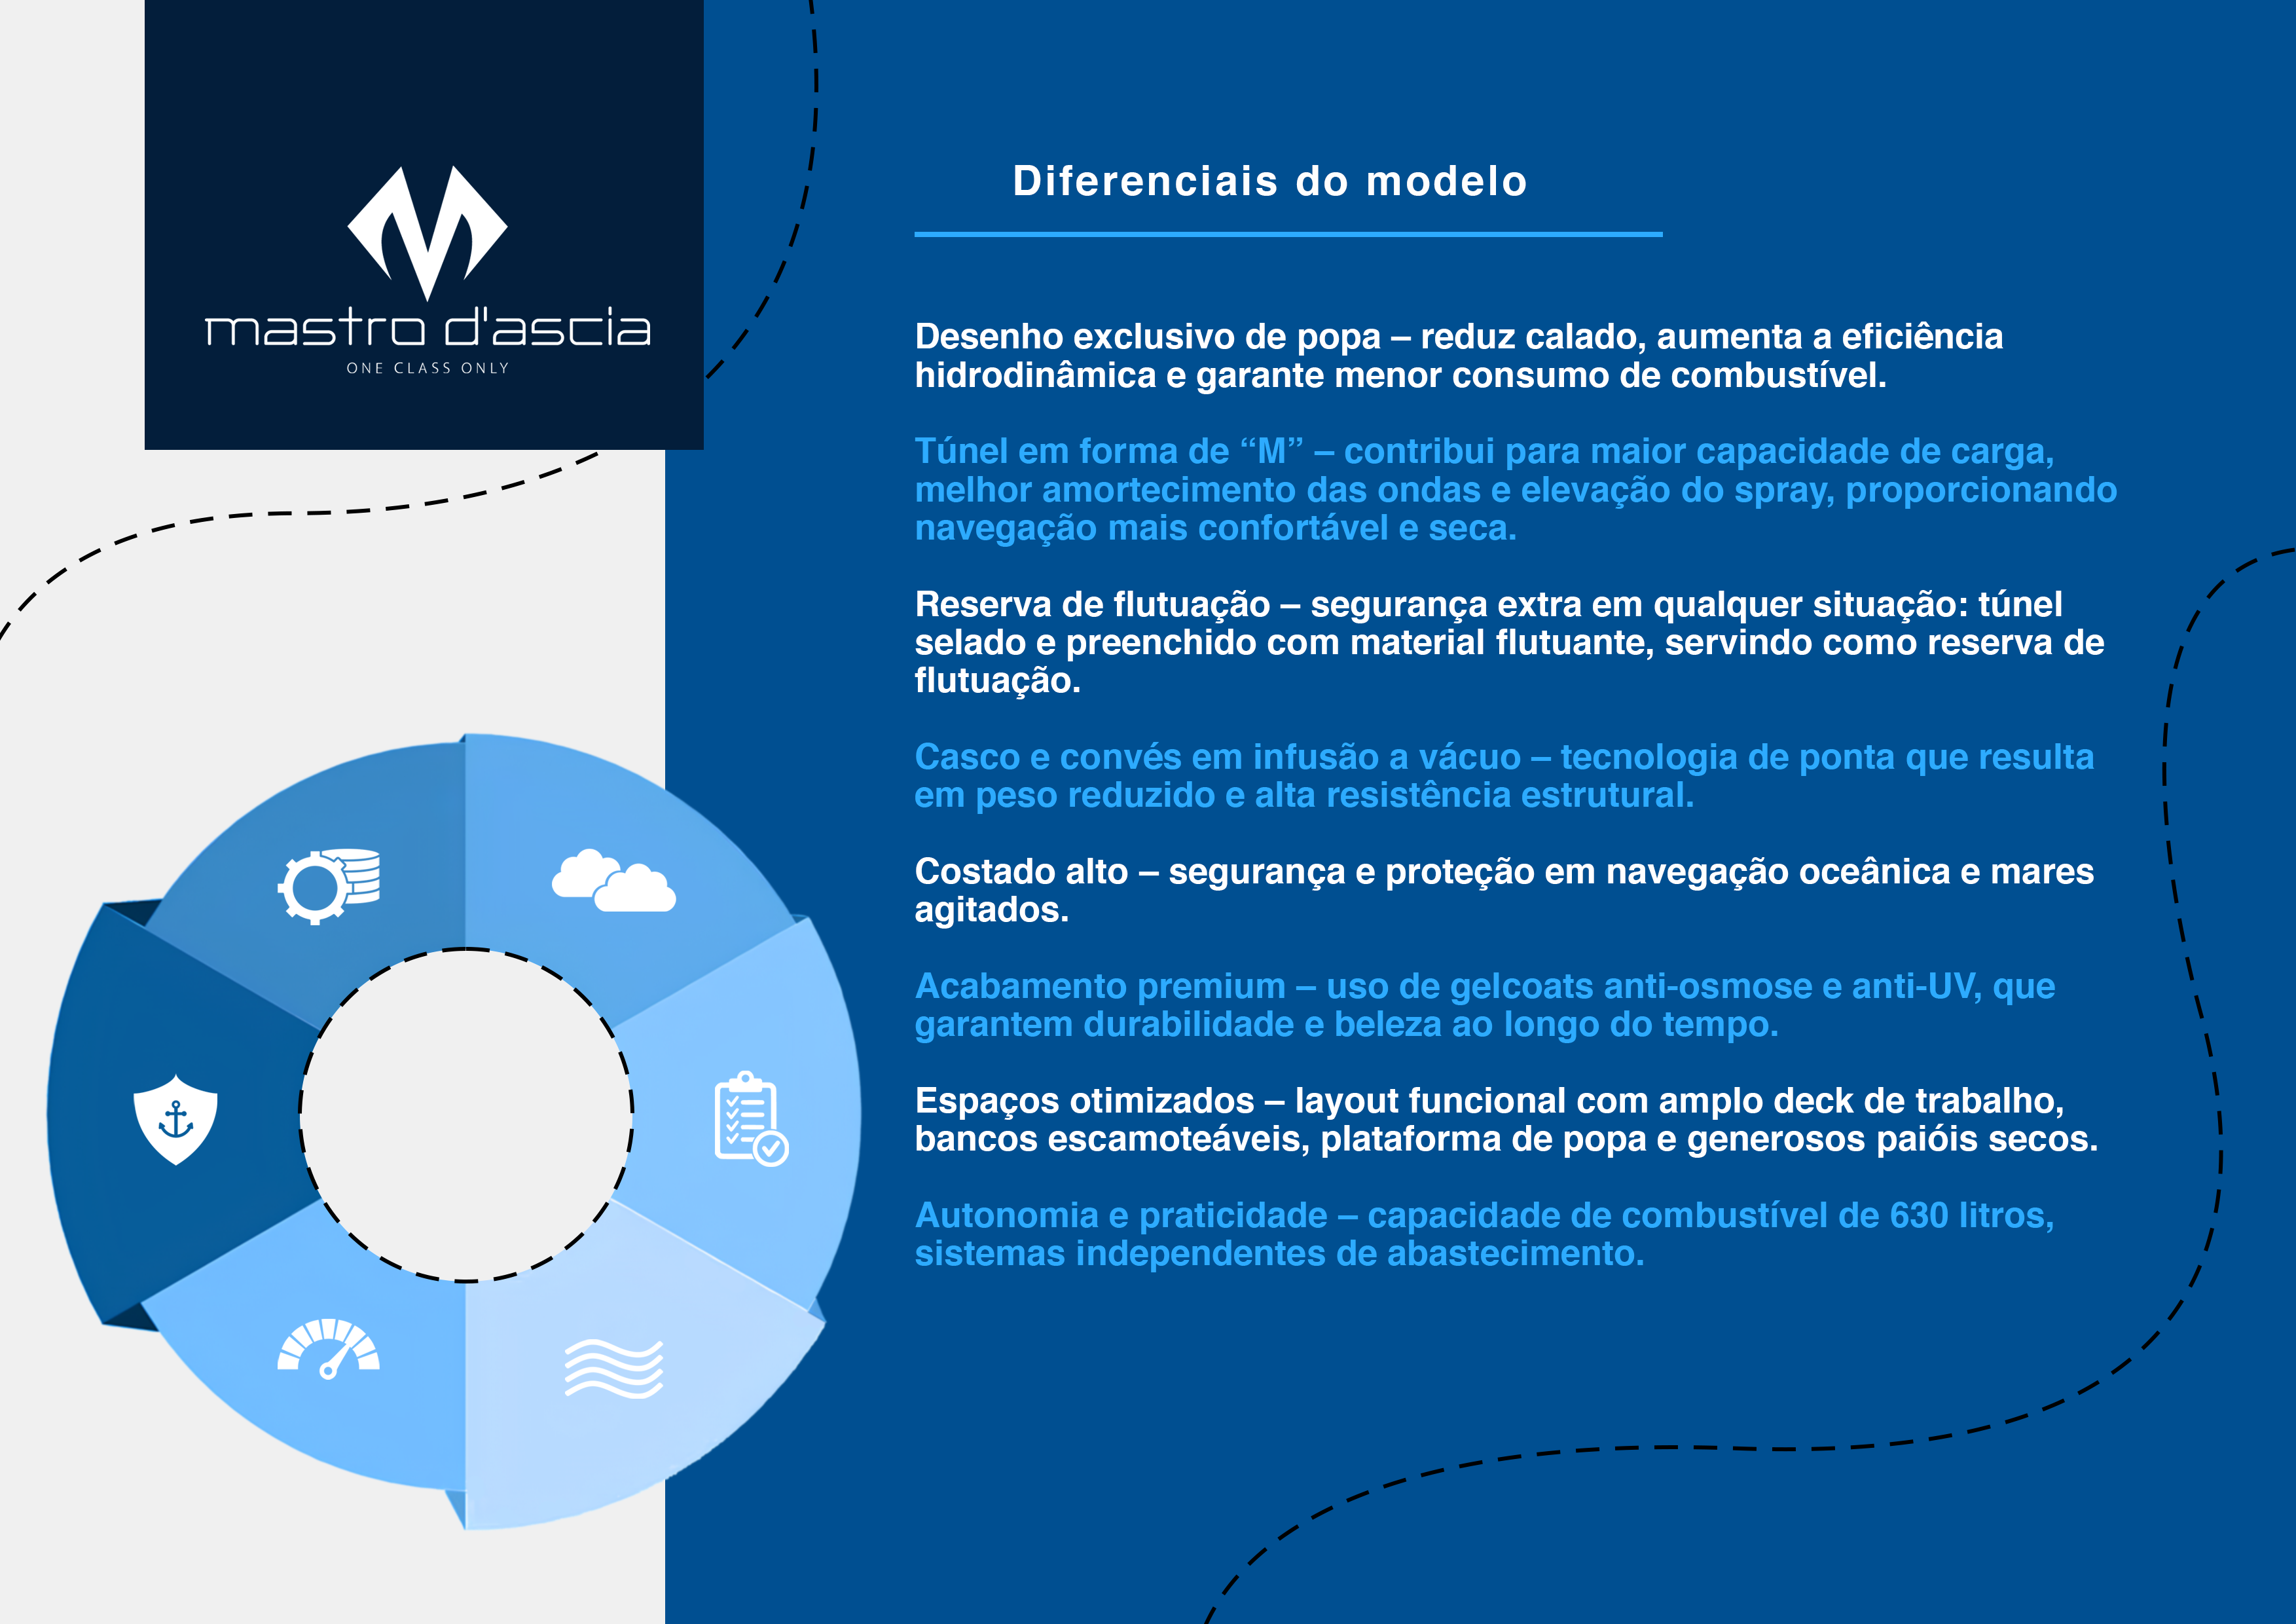 mastro d'ascia
ONE CLASS ONLY
Diferenciais do modelo
Desenho exclusivo de popa – reduz calado, aumenta a eficiência
hidrodinâmica e garante menor consumo de combustível.
Túnel em forma de “M” – contribui para maior capacidade de carga,
melhor amortecimento das ondas e elevação do spray, proporcionando
navegação mais confortável e seca.
Reserva de flutuação – segurança extra em qualquer situação: túnel
selado e preenchido com material flutuante, servindo como reserva de
flutuação.
Casco e convés em infusão a vácuo – tecnologia de ponta que resulta
em peso reduzido e alta resistência estrutural.
Costado alto – segurança e proteção em navegação oceânica e mares
agitados.
Acabamento premium – uso de gelcoats anti-osmose e anti-UV, que
garantem durabilidade e beleza ao longo do tempo.
Espaços otimizados – layout funcional com amplo deck de trabalho,
bancos escamoteáveis, plataforma de popa e generosos paióis secos.
Autonomia e praticidade – capacidade de combustível de 630 litros,
sistemas independentes de abastecimento.